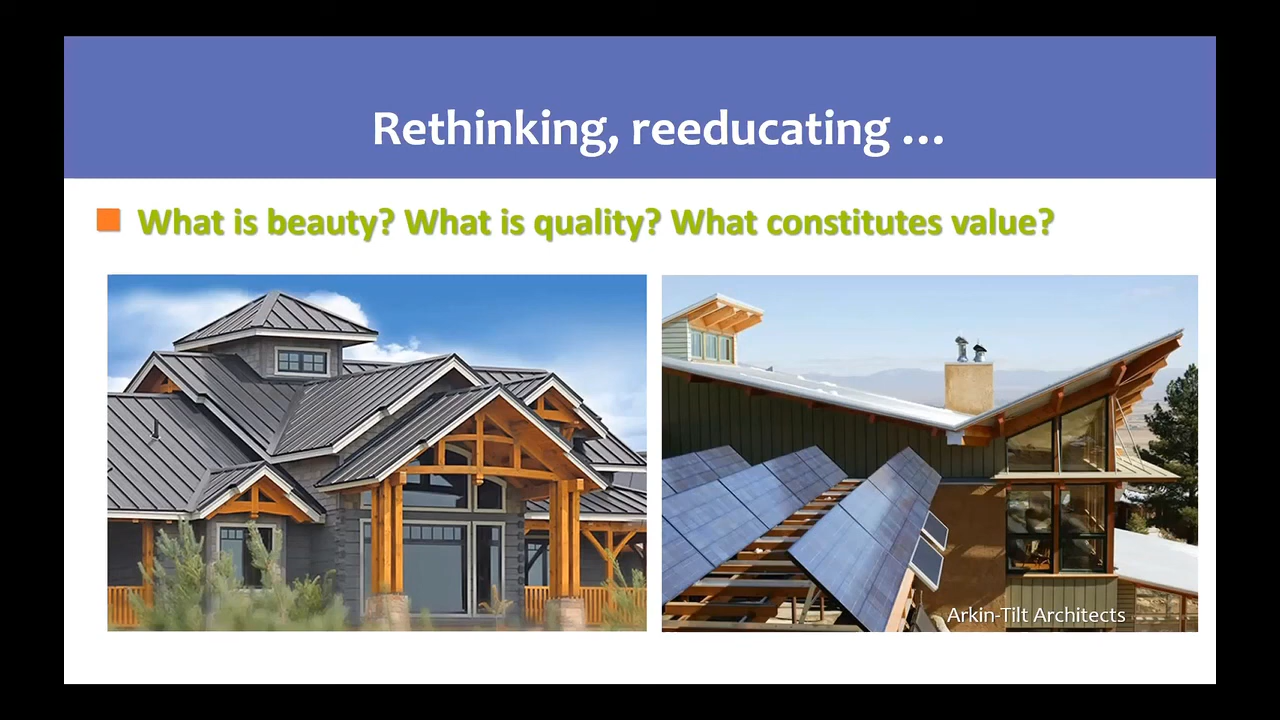 Rethinking, reeducating …
What is beauty? What is quality? What constitutes value?
Arkin-Tilt Architects